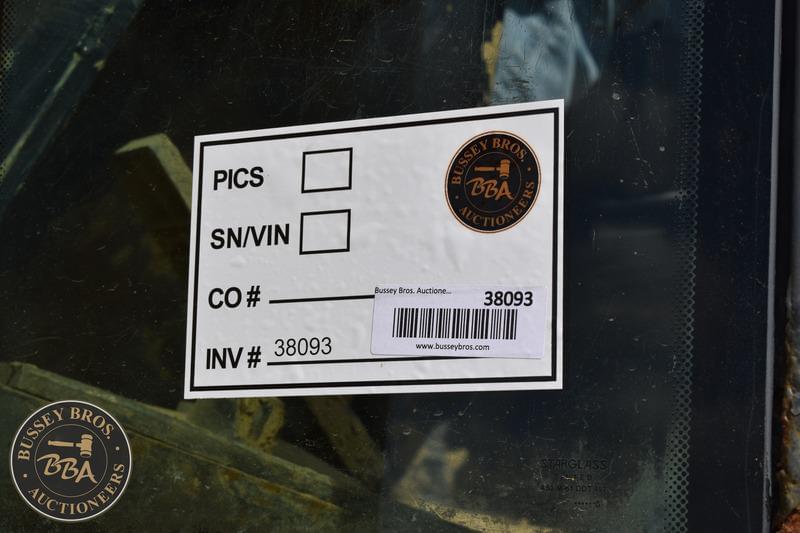 PICS
BUSSEY BROS.
BBA
AUCTIONEERS
SN/VIN
CO #
Bussey Bros. Auctione...
38093
www.busseybros.com
INV # 38093
BUSSEY BROS.
BBA
AUCTIONEERS
STARGLASS